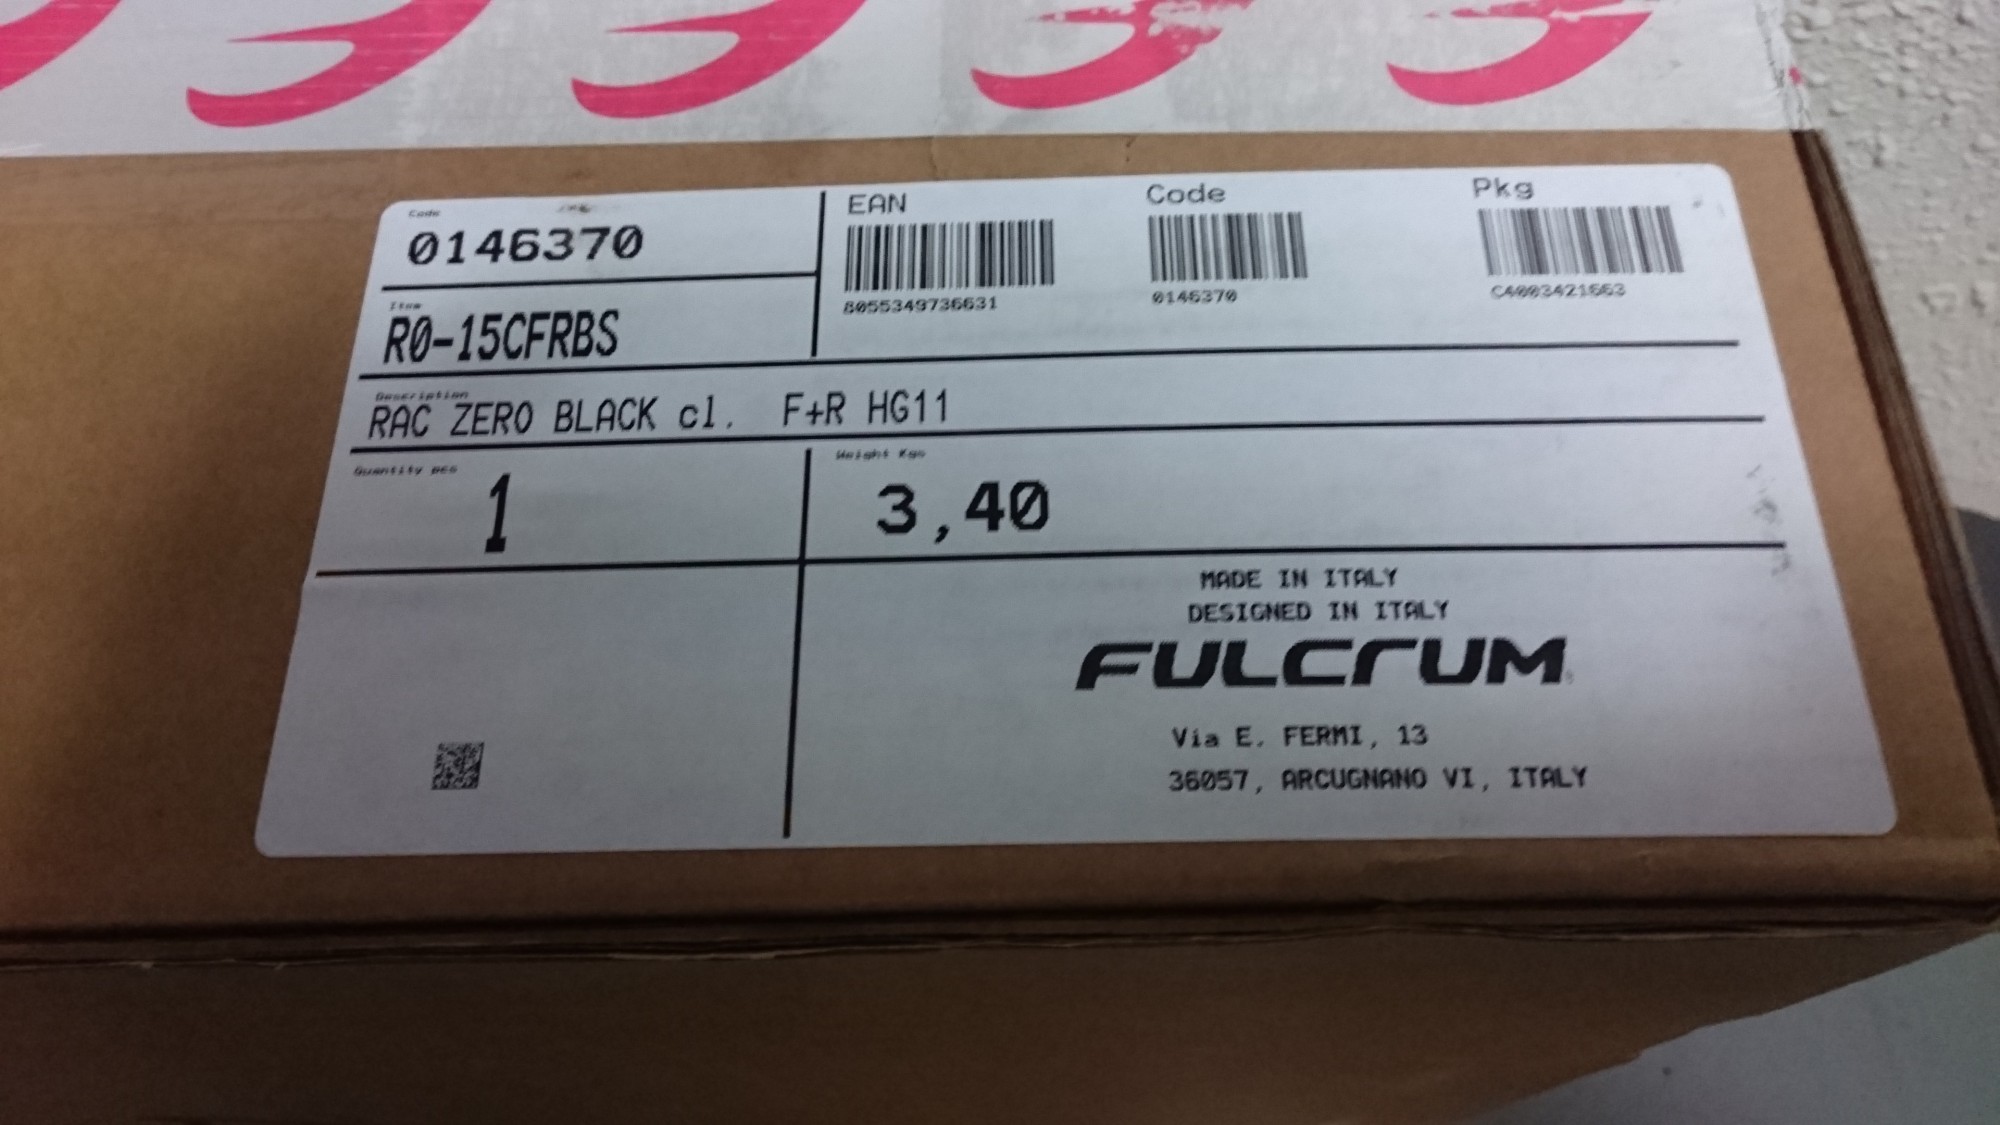 Code
0146370
Item
R0-15CFRBS
EAN
8055349736631
Code
0146370
Pkg
C4003421663
Description
RAC ZERO BLACK cl. F+R HG11
Quantity pcs
1
Weight Kgs
3,40
MADE IN ITALY
DESIGNED IN ITALY
FULCRUM
Via E. FERMI, 13
36057, ARCUGNANO VI, ITALY